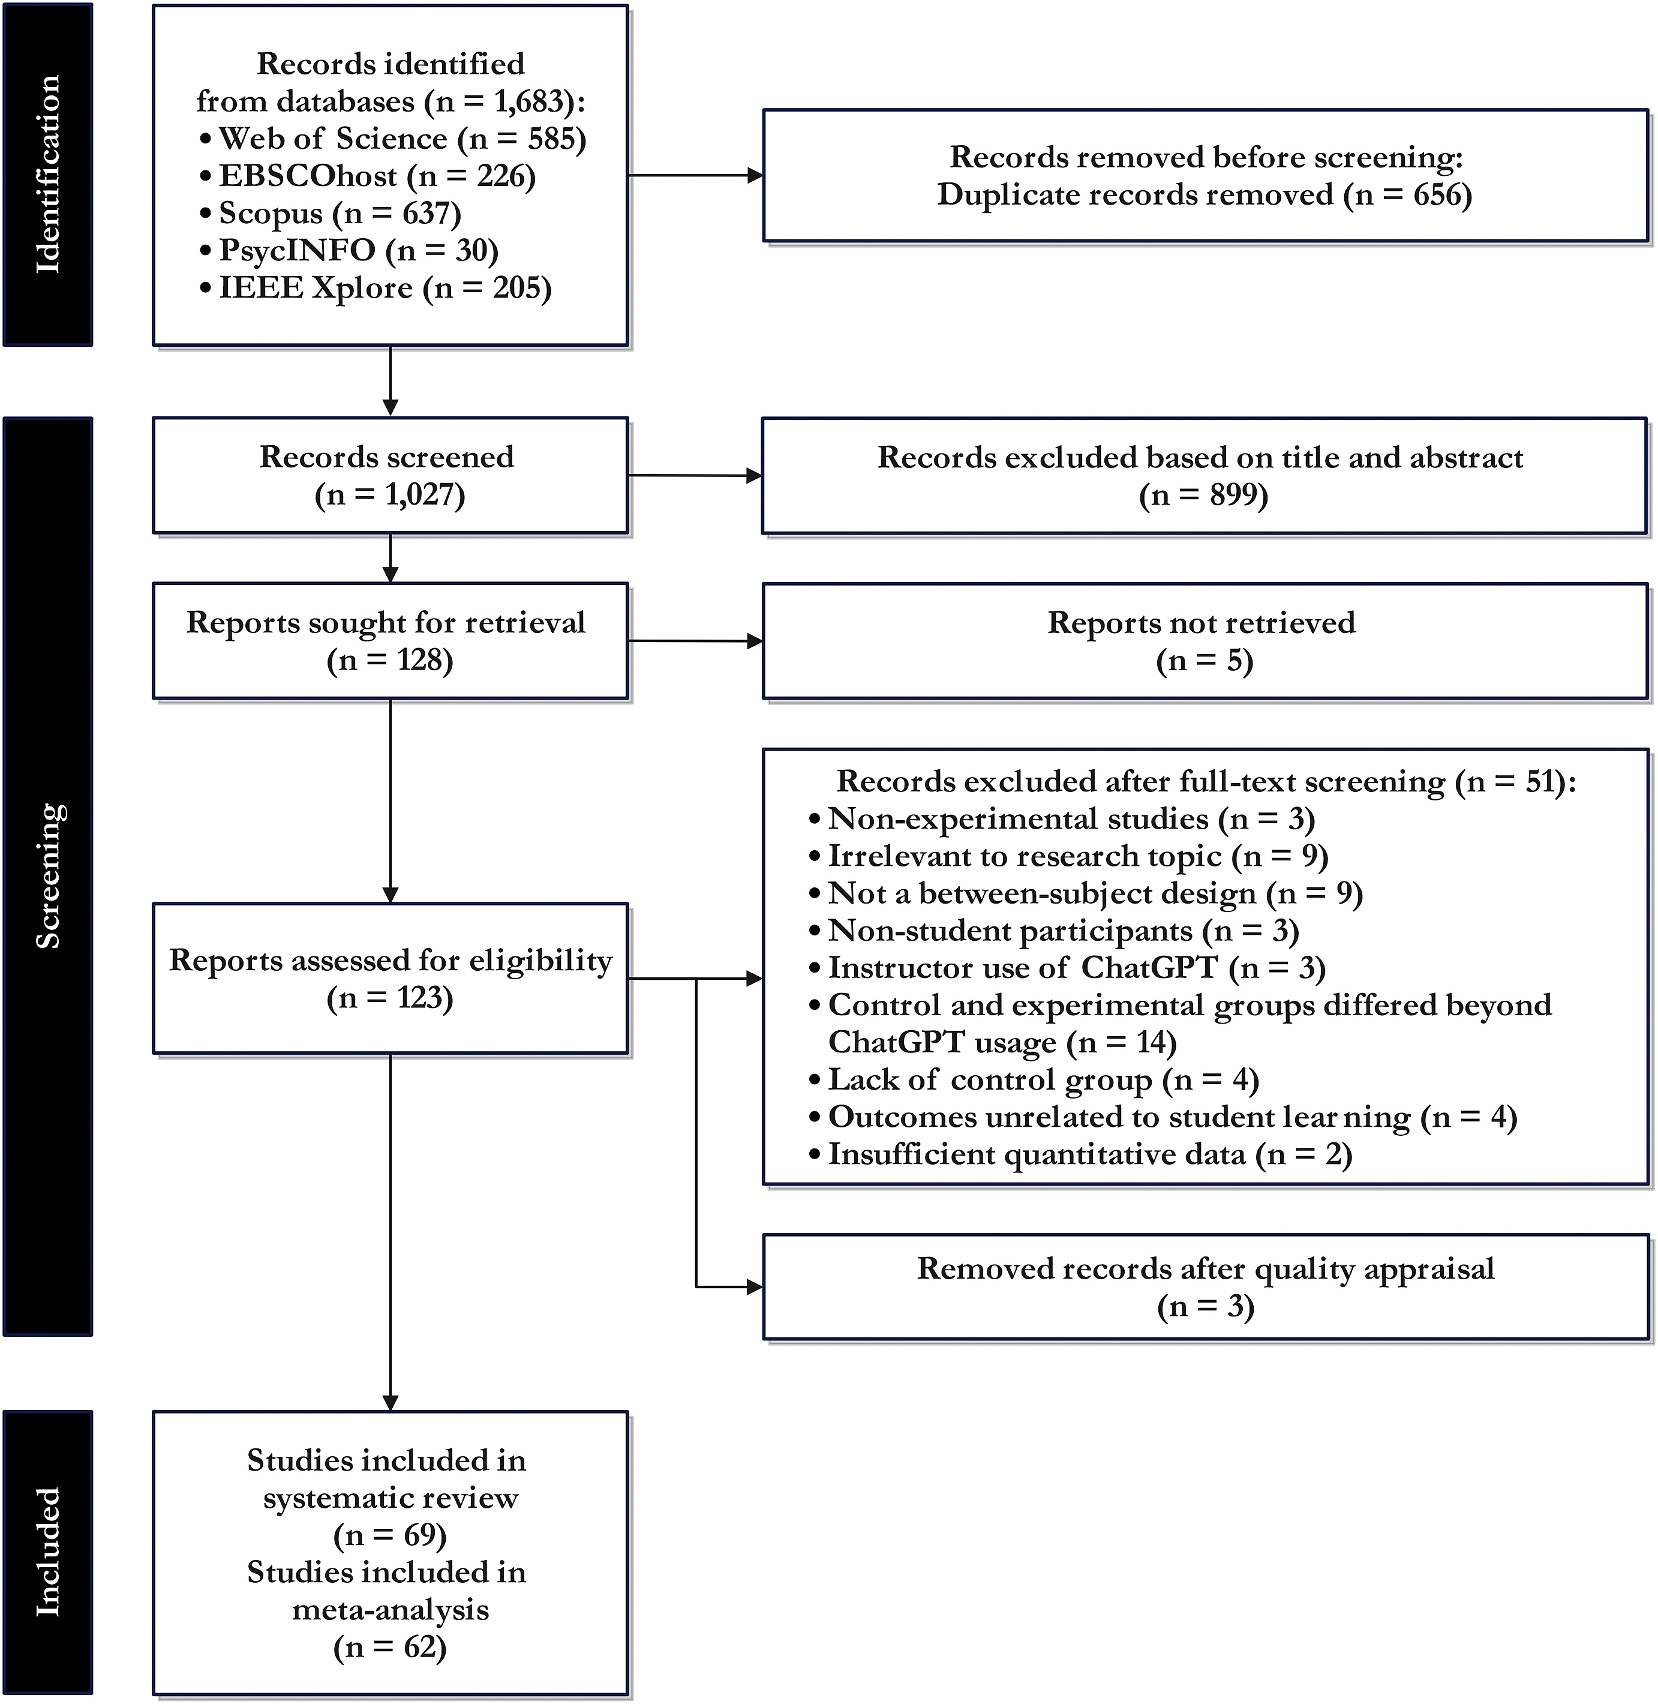 Identification
Records identified
from databases (n = 1,683):
• Web of Science (n = 585)
• EBSCOhost (n = 226)
• Scopus (n = 637)
• PsycINFO (n = 30)
• IEEE Xplore (n = 205)
Records removed before screening:
Duplicate records removed (n = 656)
Screening
Records screened
(n = 1,027)
Records excluded based on title and abstract
(n = 899)
Reports sought for retrieval
(n = 128)
Reports not retrieved
(n = 5)
Reports assessed for eligibility
(n = 123)
Records excluded after full-text screening (n = 51):
• Non-experimental studies (n = 3)
• Irrelevant to research topic (n = 9)
• Not a between-subject design (n = 9)
• Non-student participants (n = 3)
• Instructor use of ChatGPT (n = 3)
• Control and experimental groups differed beyond
ChatGPT usage (n = 14)
• Lack of control group (n = 4)
• Outcomes unrelated to student learning (n = 4)
• Insufficient quantitative data (n = 2)
Removed records after quality appraisal
(n = 3)
Included
Studies included in
systematic review
(n = 69)
Studies included in
meta-analysis
(n = 62)